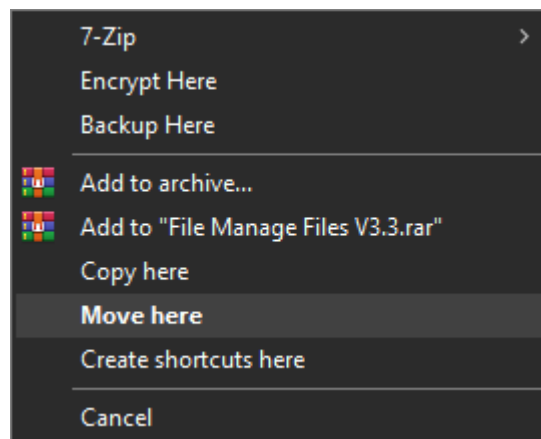 7-Zip
Encrypt Here
Backup Here
Add to archive...
Add to "File Manage Files V3.3.rar"
Copy here
Move here
Create shortcuts here
Cancel